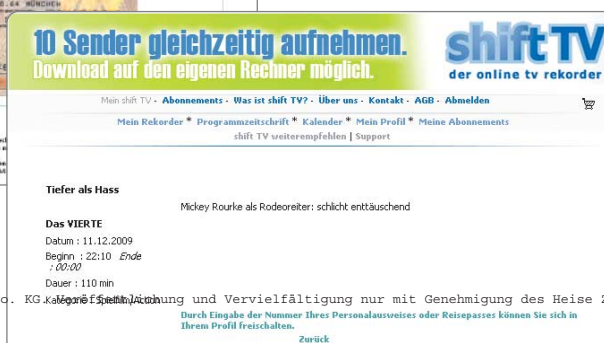 10 Sender gleichzeitig aufnehmen.
Download auf den eigenen Rechner möglich.
shift TV
der online tv rekorder
Mein shift TV · Abonnements · Was ist shift TV? · Über uns · Kontakt · AGB · Abmelden
Mein Rekorder * Programmzeitschrift * Kalender * Mein Profil * Meine Abonnements
shift TV weiterempfehlen | Support
Tiefer als Hass
Mickey Rourke als Rodeoreiter: schlicht enttäuschend
Das VIERTE
Datum : 11.12.2009
Beginn : 22:10 Ende
: 00:00
Dauer : 110 min
Kategorie : Spielfilm/Action
o. KG. Veröffentlichung und Vervielfältigung nur mit Genehmigung des Heise
Durch Eingabe der Nummer Ihres Personalausweises oder Reisepasses können Sie sich in
Ihrem Profil freischalten.
Zurück